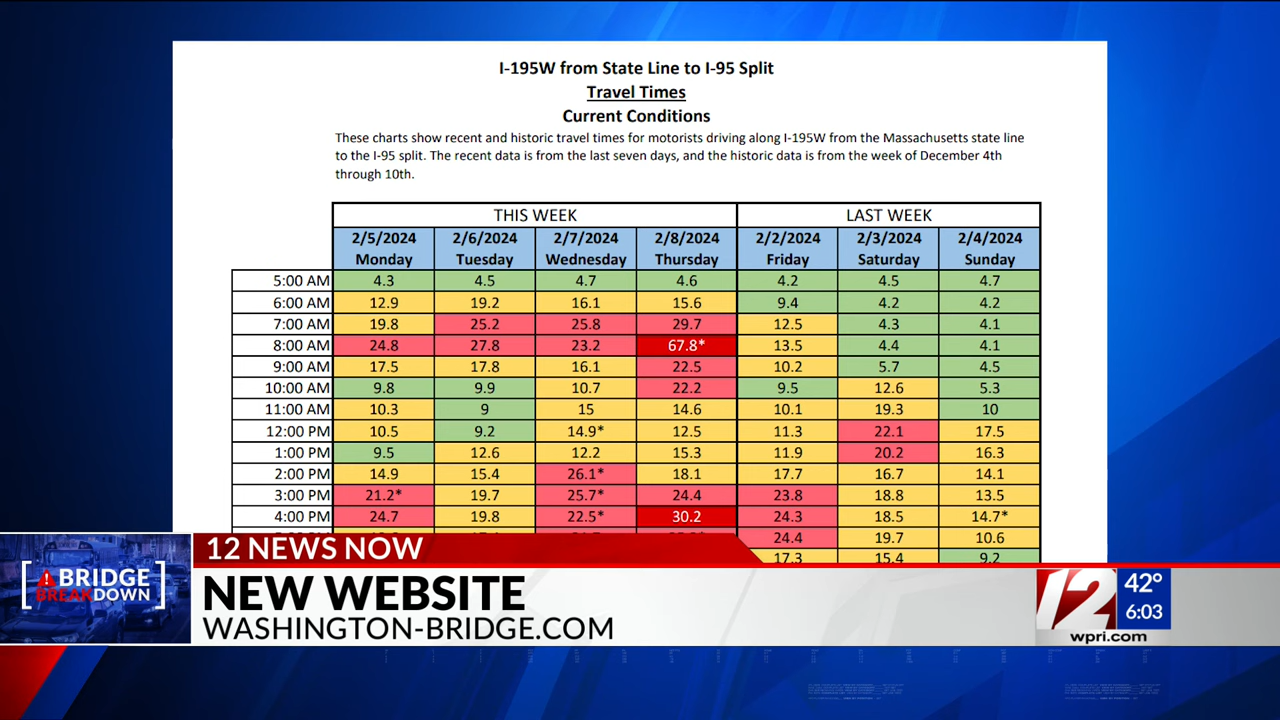 I-195W from State Line to I-95 Split
Travel Times
Current Conditions
These charts show recent and historic travel times for motorists driving along I-195W from the Massachusetts state line
to the I-95 split. The recent data is from the last seven days, and the historic data is from the week of December 4th
through 10th.
THIS WEEK LAST WEEK
2/5/2024 2/6/2024 2/7/2024 2/8/2024 2/2/2024 2/3/2024 2/4/2024
Monday Tuesday Wednesday Thursday Friday Saturday Sunday
5:00 AM 4.3 4.5 4.7 4.6 4.2 4.5 4.7
6:00 AM 12.9 19.2 16.1 15.6 9.4 4.2 4.2
7:00 AM 19.8 25.2 25.8 29.7 12.5 4.3 4.1
8:00 AM 24.8 27.8 23.2 67.8* 13.5 4.4 4.1
9:00 AM 17.5 17.8 16.1 22.5 10.2 5.7 4.5
10:00 AM 9.8 9.9 10.7 22.2 9.5 12.6 5.3
11:00 AM 10.3 9 15 14.6 10.1 19.3 10
12:00 PM 10.5 9.2 14.9* 12.5 11.3 22.1 17.5
1:00 PM 9.5 12.6 12.2 15.3 11.9 20.2 16.3
2:00 PM 14.9 15.4 26.1* 18.1 17.7 16.7 14.1
3:00 PM 21.2* 19.7 25.7* 24.4 23.8 18.8 13.5
4:00 PM 24.7 19.8 22.5* 30.2 24.3 18.5 14.7*
24.4 19.7 10.6
17.3 15.4 9.2
12 NEWS NOW
BRIDGE
BREAKDOWN
NEW WEBSITE
WASHINGTON-BRIDGE.COM
12
42°
6:03
wpri.com